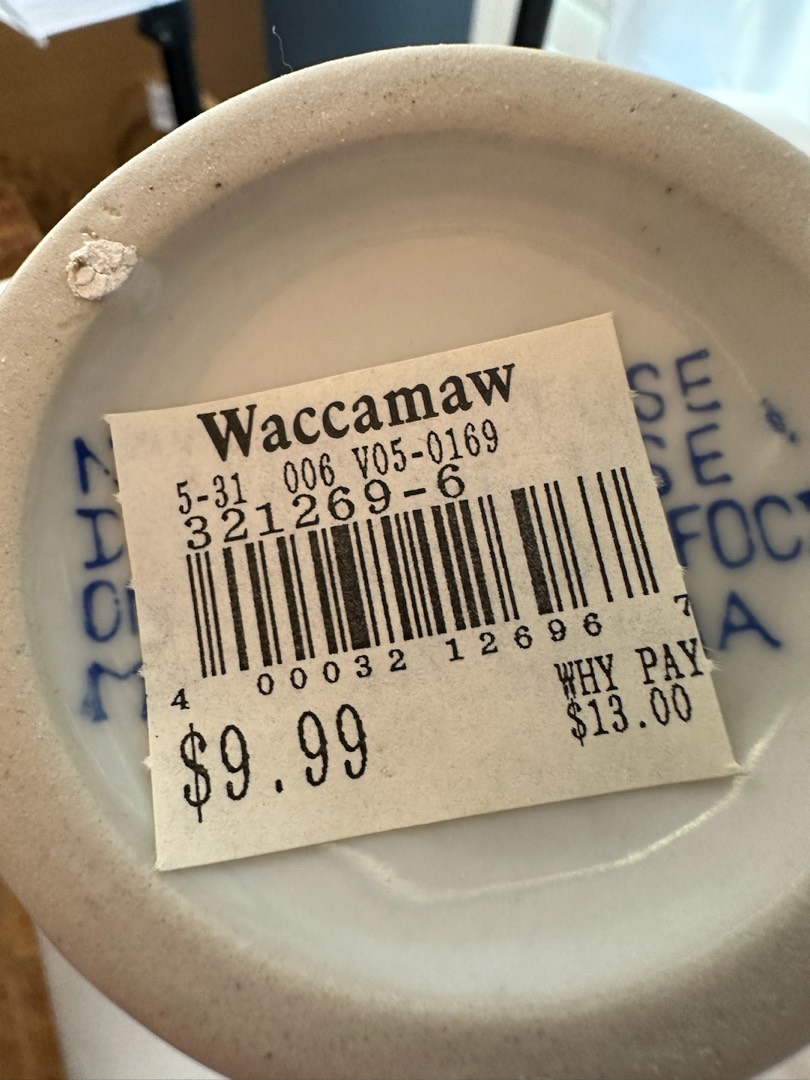 Waccamaw
5-31 006 V05-0169
321269-6
4 00032 12696 7
WHY PAY
$9.99 $13.00
SE
SE
FOCT
A